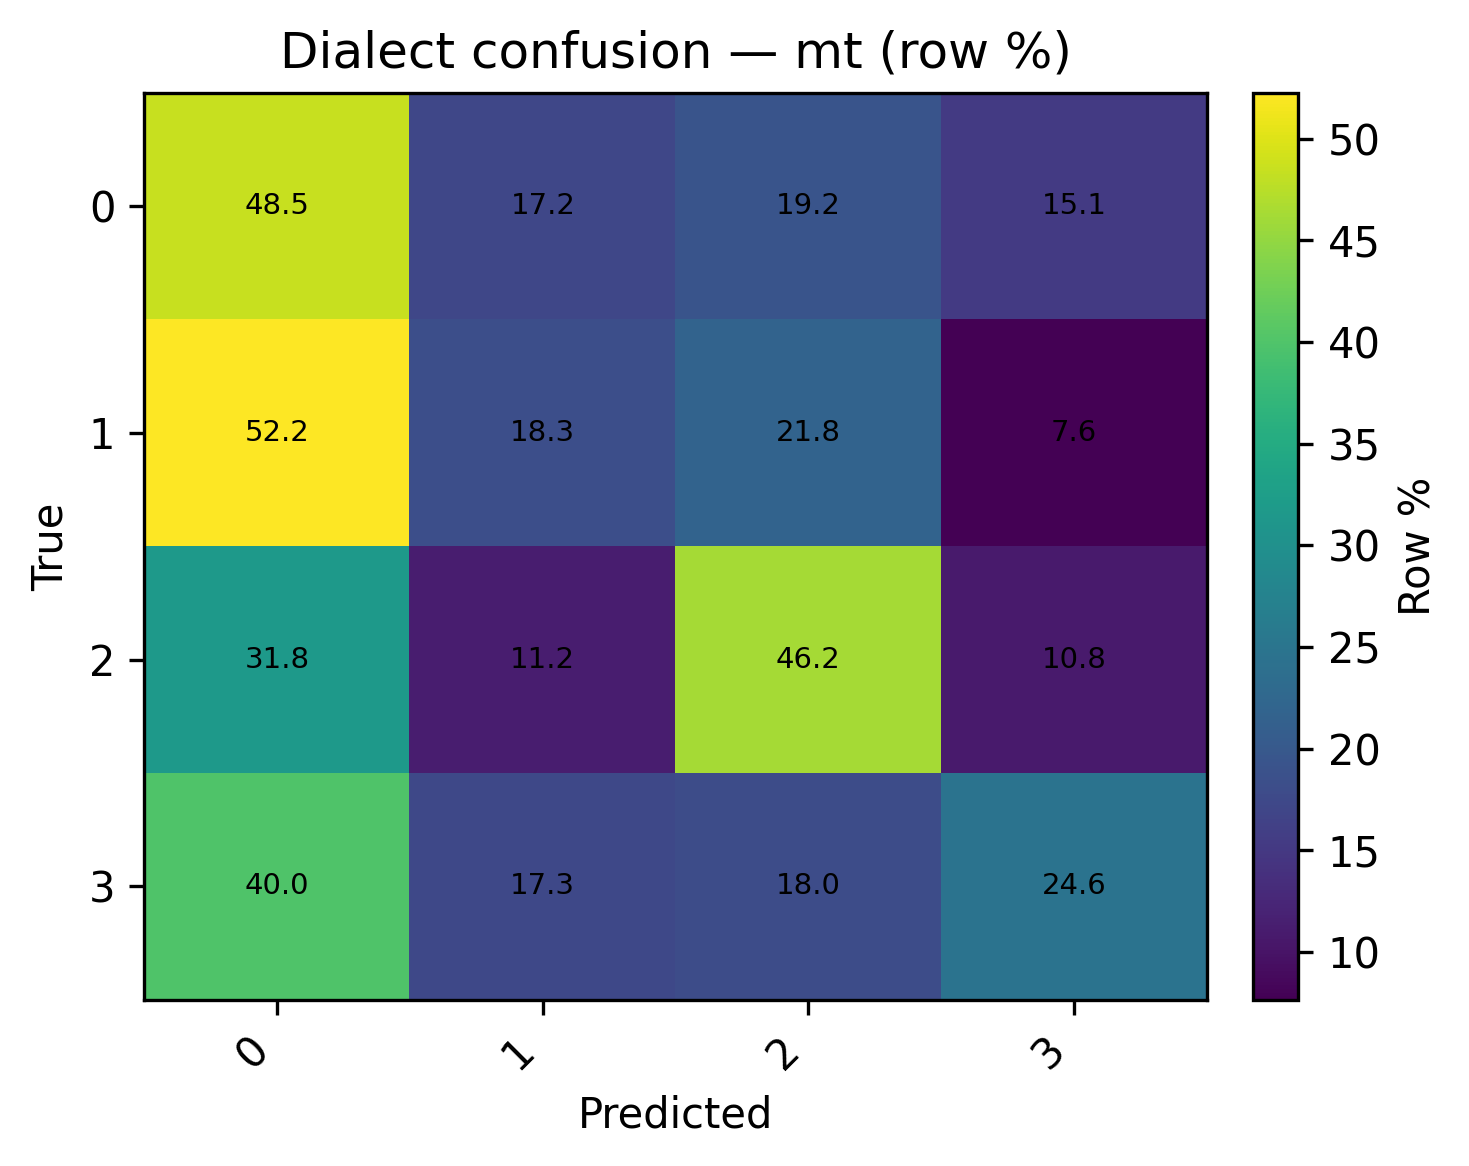 Dialect confusion — mt (row %)
0 48.5 17.2 19.2 15.1
1 52.2 18.3 21.8 7.6
2 31.8 11.2 46.2 10.8
3 40.0 17.3 18.0 24.6
True
0 1 2 3
Predicted
50
45
40
35
30
25
20
15
10
Row %